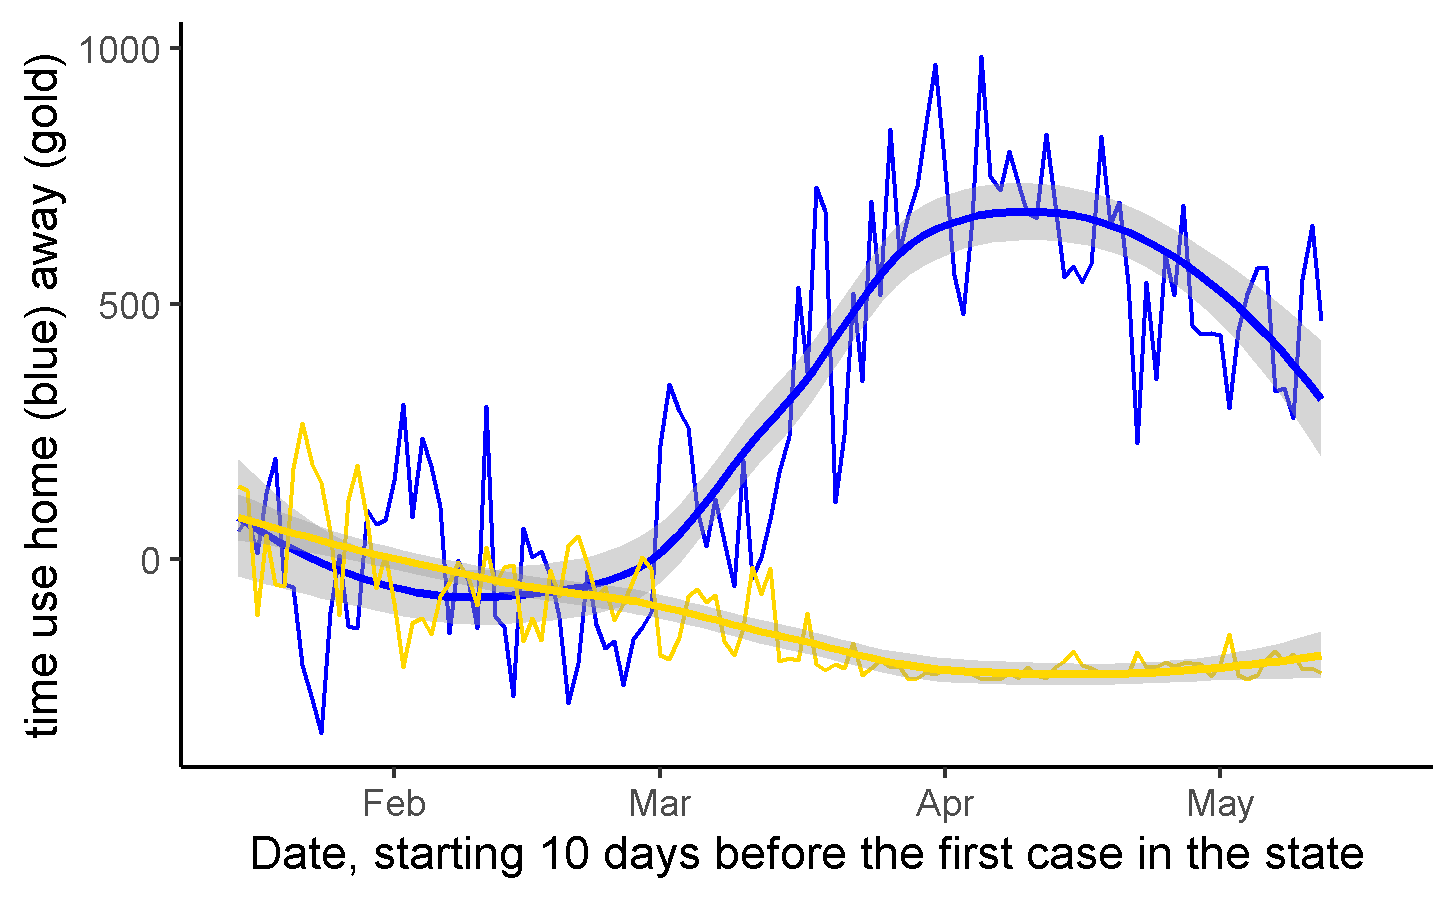 time use home (blue) away (gold)
1000
500
0
Feb Mar Apr May
Date, starting 10 days before the first case in the state